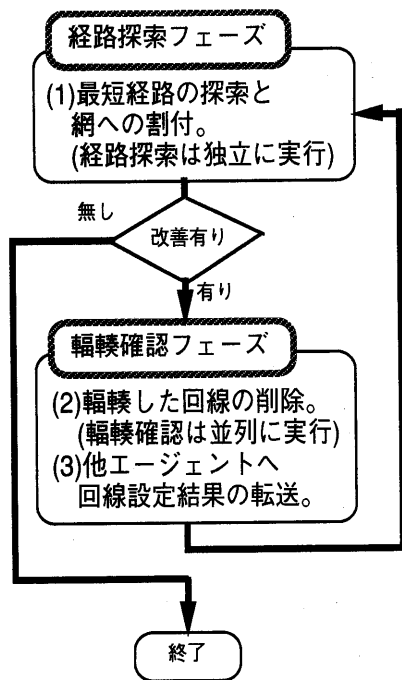 経路探索フェーズ
(1)最短経路の探索と
網への割付。
(経路探索は独立に実行)
無し
改善有り
有り
輻輳確認フェーズ
(2)輻輳した回線の削除。
(輻輳確認は並列に実行)
(3)他エージェントへ
回線設定結果の転送。
終了